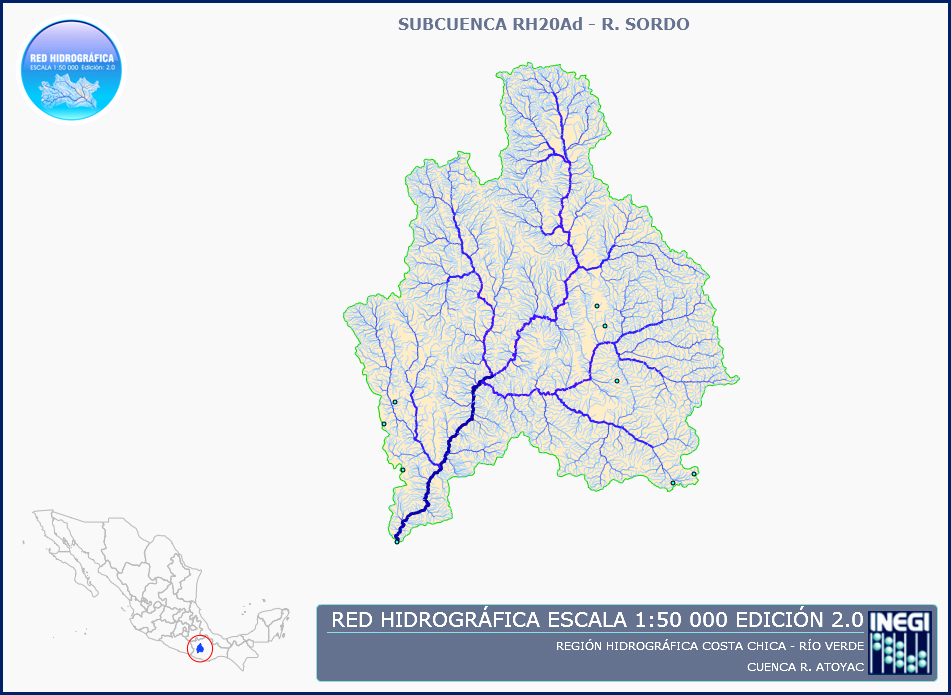 SUBCUENCA RH20Ad - R. SORDO
RED HIDROGRÁFICA
ESCALA 1:50 000 Edición: 2.0
RED HIDROGRÁFICA ESCALA 1:50 000 EDICIÓN 2.0
REGIÓN HIDROGRÁFICA COSTA CHICA - RÍO VERDE
CUENCA R. ATOYAC
INEGI